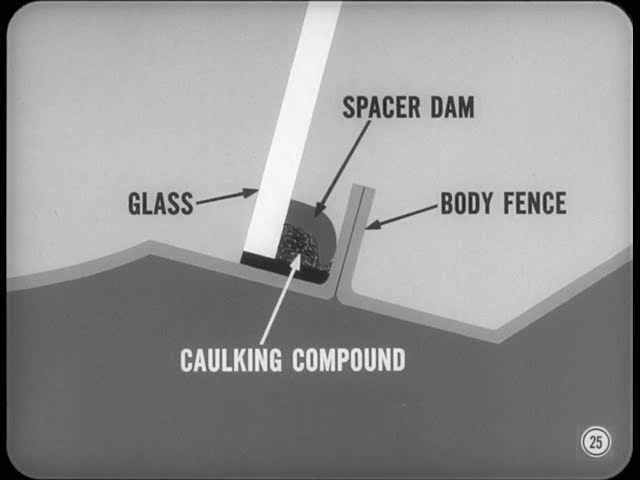 SPACER DAM
GLASS
BODY FENCE
CAULKING COMPOUND
25